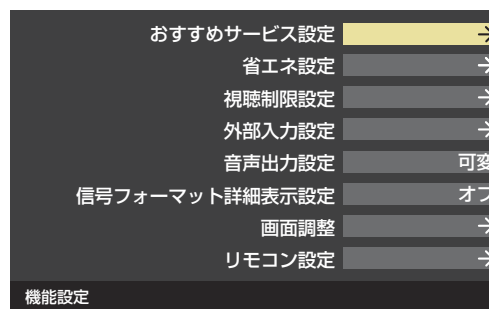 おすすめサービス設定 →
省エネ設定 →
視聴制限設定 →
外部入力設定 →
音声出力設定 可変
信号フォーマット詳細表示設定 オフ
画面調整 →
リモコン設定 →
機能設定